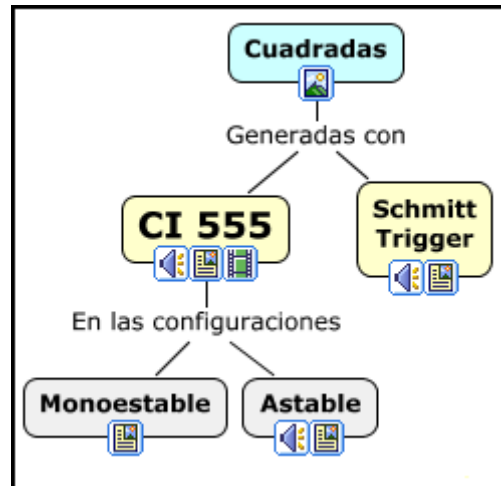 Cuadradas
Generadas con
CI 555
Schmitt
Trigger
En las configuraciones
Monoestable
Astable